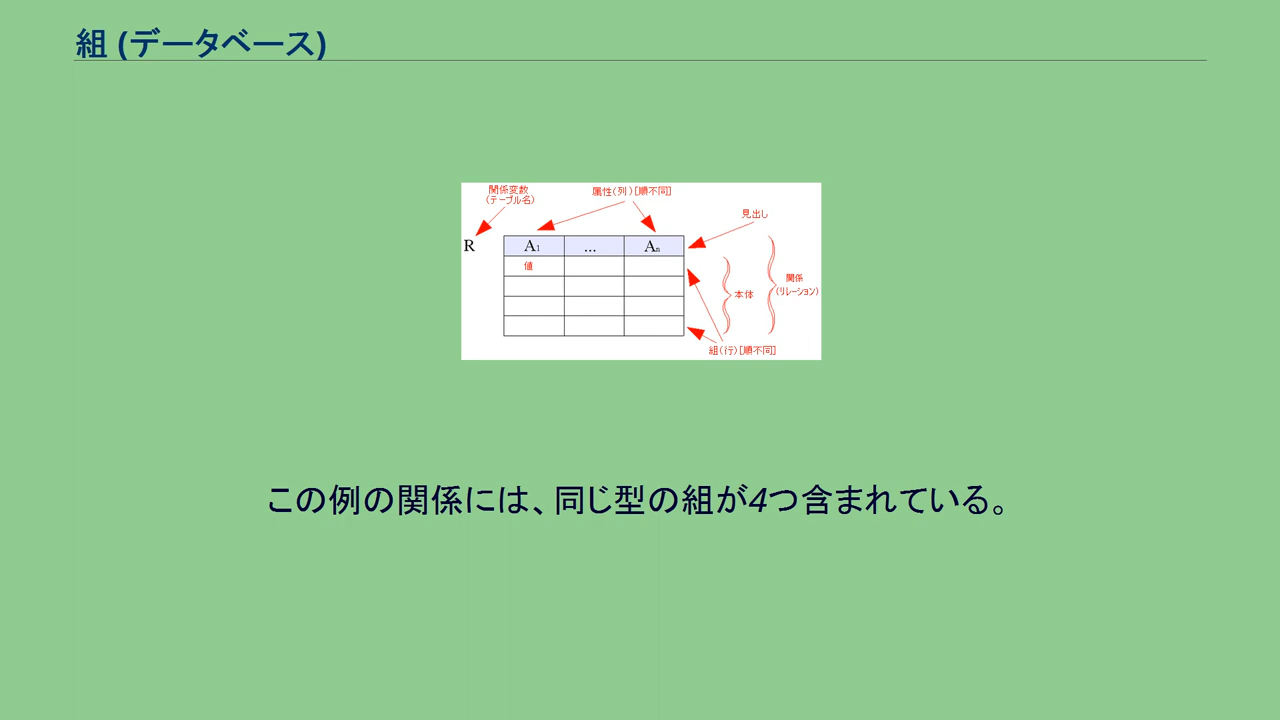 組 (データベース)
関係変数
(テーブル名)
属性(列)[順不同]
見出し
R
A1
...
An
値
関係
(リレーション)
本体
組(行)[順不同]
この例の関係には、同じ型の組が4つ含まれている。